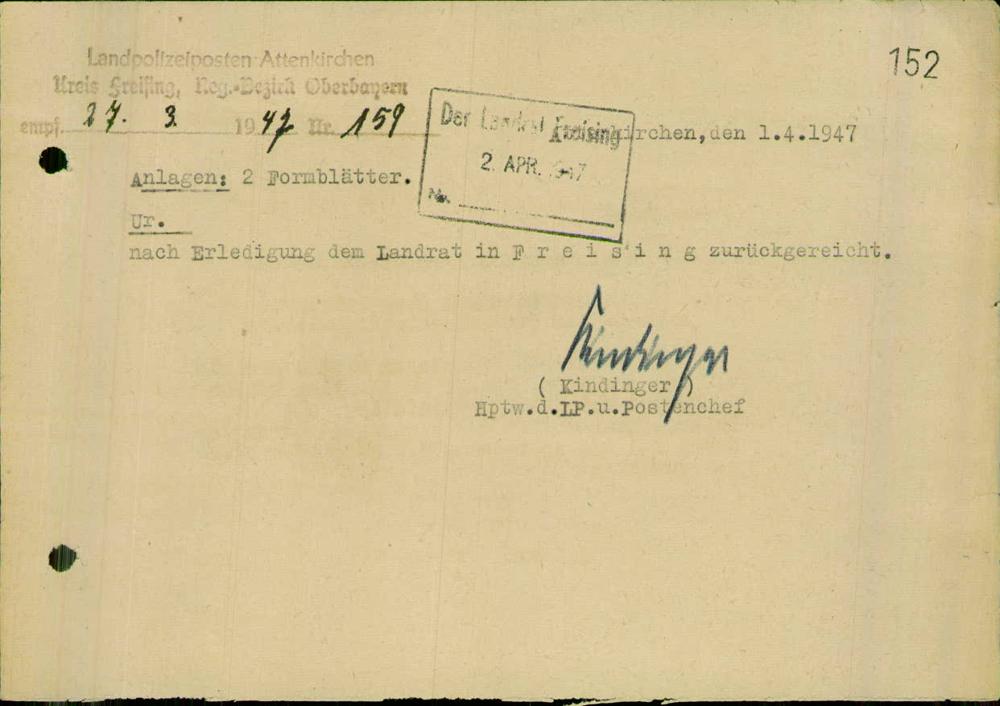 152
Landpolizeiposten Attenkirchen
Kreis Freising, Reg.-Bezirk Oberbayern
empf. 27. 3. 1947 Nr. 159
Der Landrat Freising
2. APR. 1947
Nr.
Attenkirchen, den 1.4.1947
Anlagen: 2 Formblätter.
Ur.
nach Erledigung dem Landrat in F r e i s i n g zurückgereicht.
Kindinger
( Kindinger )
Hptw.d.LP.u.Postenchef